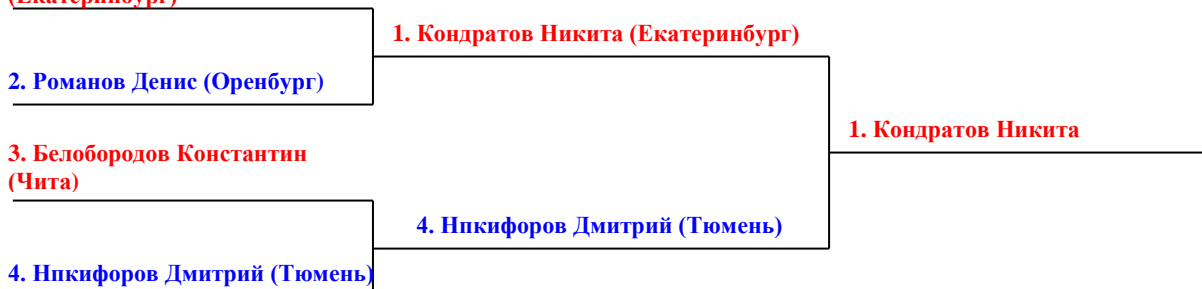 (Екатеринбург)
1. Кондратов Никита (Екатеринбург)
2. Романов Денис (Оренбург)
1. Кондратов Никита
3. Белобородов Константин
(Чита)
4. Нпкифоров Дмитрий (Тюмень)
4. Нпкифоров Дмитрий (Тюмень)